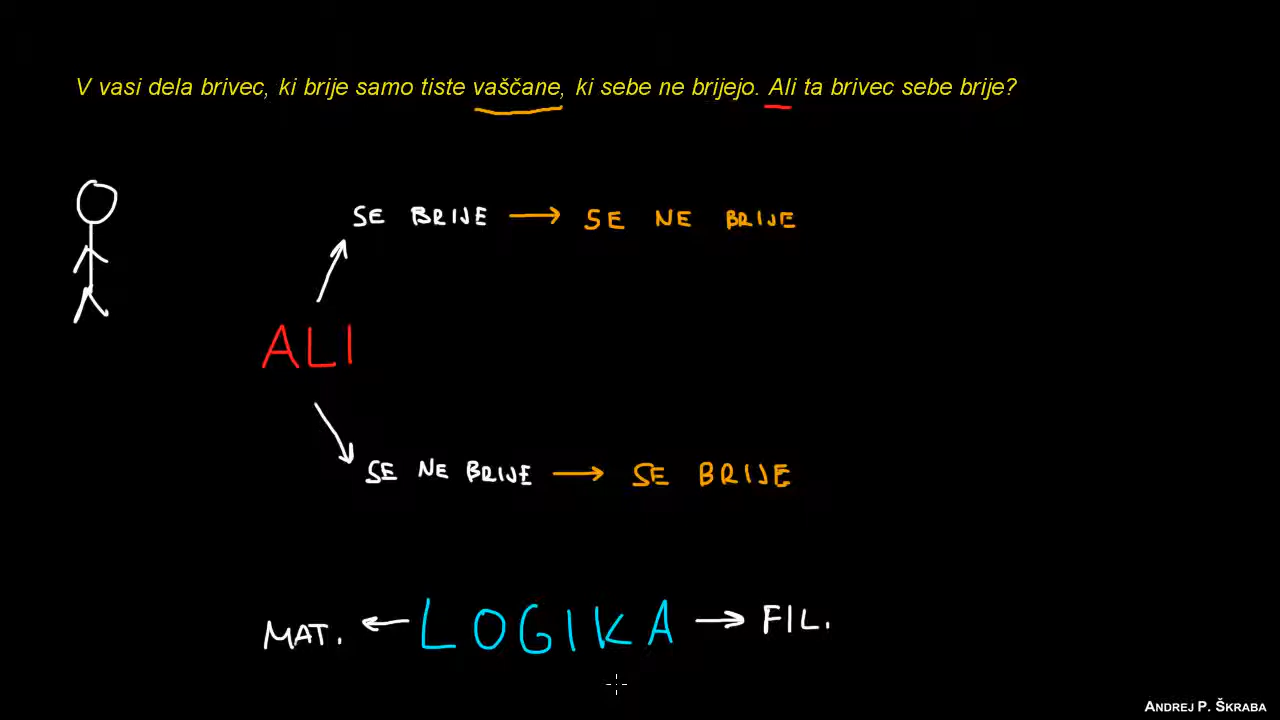 V vasi dela brivec, ki brije samo tiste vaščane, ki sebe ne brijejo. Ali ta brivec sebe brije?
SE BRIJE → SE NE BRIJE
ALI
SE NE BRIJE → SE BRIJE
MAT. ← LOGIKA → FIL.
ANDREJ P. ŠKRABA